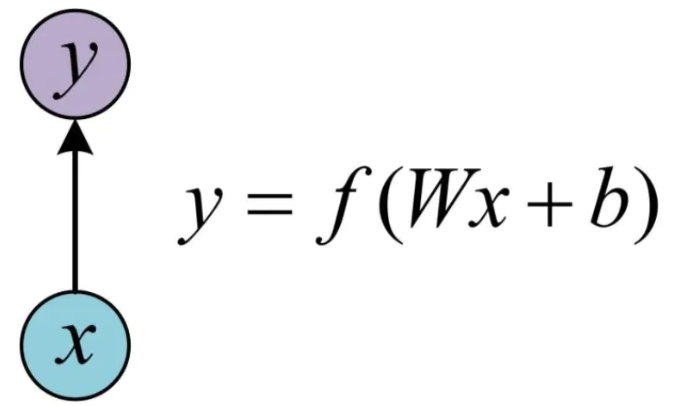 y
y = f(Wx + b)
x